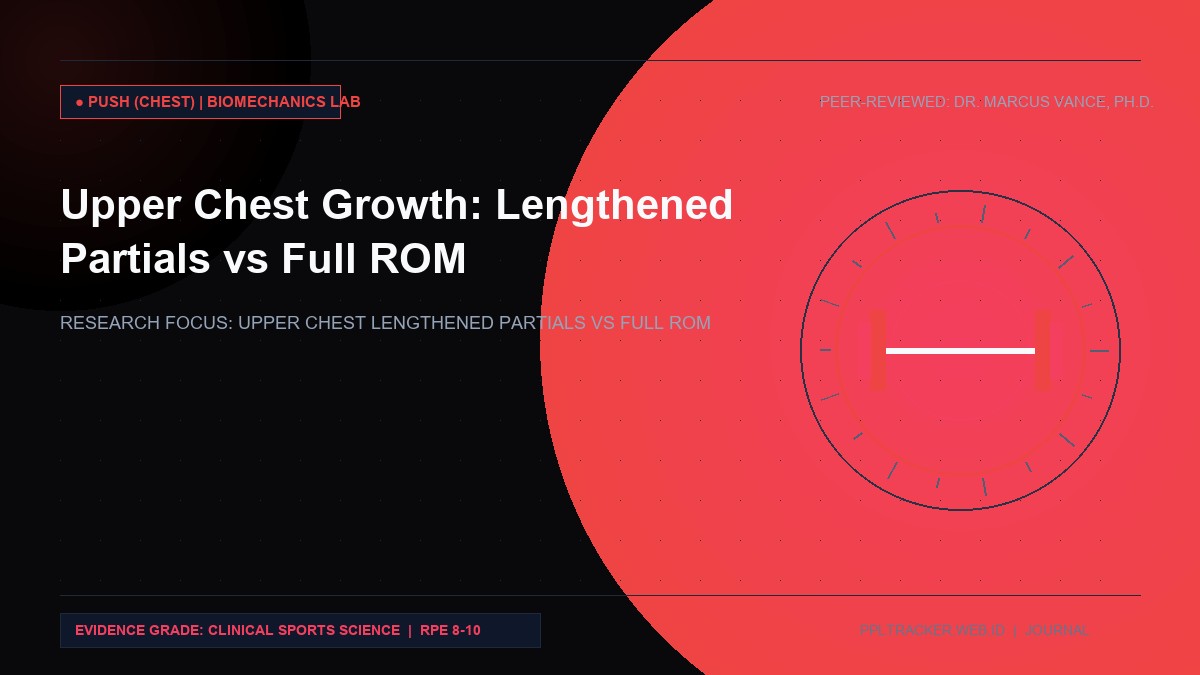 ● PUSH (CHEST) | BIOMECHANICS LAB
PEER-REVIEWED: DR. MARCUS VANCE, PH.D.
Upper Chest Growth: Lengthened
Partials vs Full ROM
RESEARCH FOCUS: UPPER CHEST LENGTHENED PARTIALS VS FULL ROM
EVIDENCE GRADE: CLINICAL SPORTS SCIENCE | RPE 8-10
PPLTRACKER.WEB.ID | JOURNAL